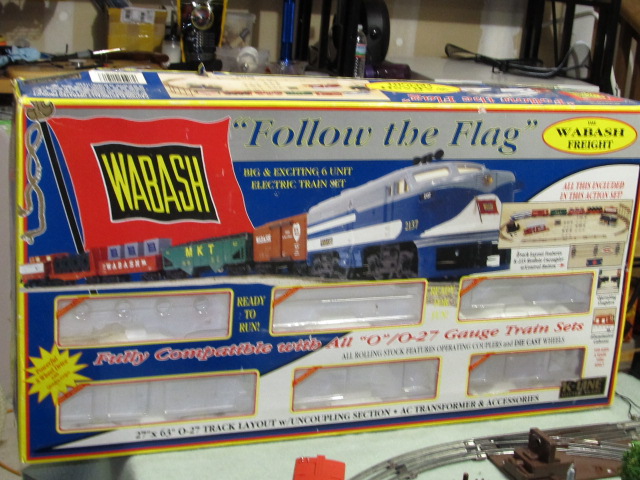 "Follow the Flag"
THE
WABASH
FREIGHT
WABASH
BIG & EXCITING 6 UNIT
ELECTRIC TRAIN SET
ALL THIS INCLUDED
IN THIS ACTION SET!
2137
MKT
WABASH
READY
TO
RUN!...
Fully Compatible with All "O"/O-27 Gauge Train Sets
ALL ROLLING STOCK FEATURES OPERATING COUPLERS and DIE CAST WHEELS
K-LINE
27" x 63" O-27 TRACK LAYOUT w/UNCOUPLING SECTION • AC TRANSFORMER & ACCESSORIES